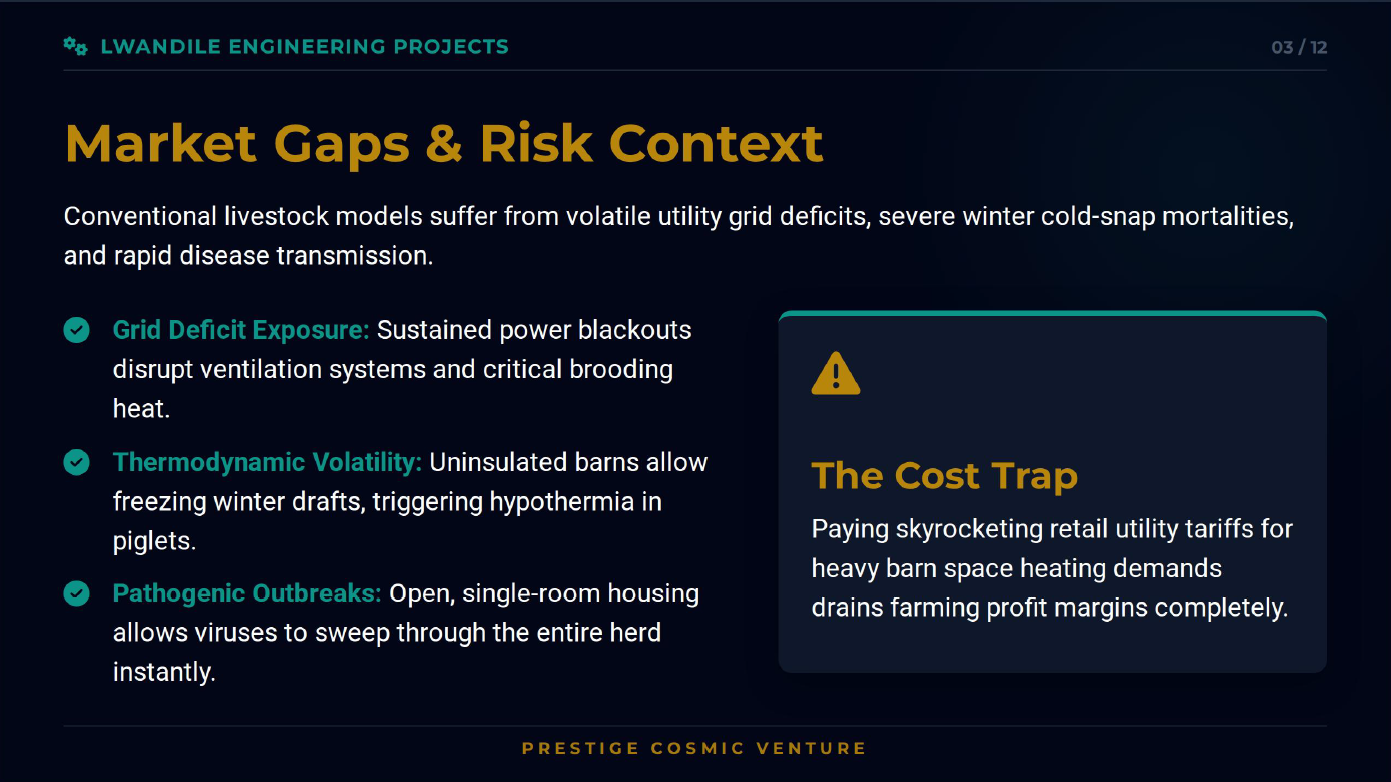 LWANDILE ENGINEERING PROJECTS
03 / 12
Market Gaps & Risk Context
Conventional livestock models suffer from volatile utility grid deficits, severe winter cold-snap mortalities,
and rapid disease transmission.
Grid Deficit Exposure: Sustained power blackouts
disrupt ventilation systems and critical brooding
heat.
Thermodynamic Volatility: Uninsulated barns allow
freezing winter drafts, triggering hypothermia in
piglets.
Pathogenic Outbreaks: Open, single-room housing
allows viruses to sweep through the entire herd
instantly.
The Cost Trap
Paying skyrocketing retail utility tariffs for
heavy barn space heating demands
drains farming profit margins completely.
PRESTIGE COSMIC VENTURE